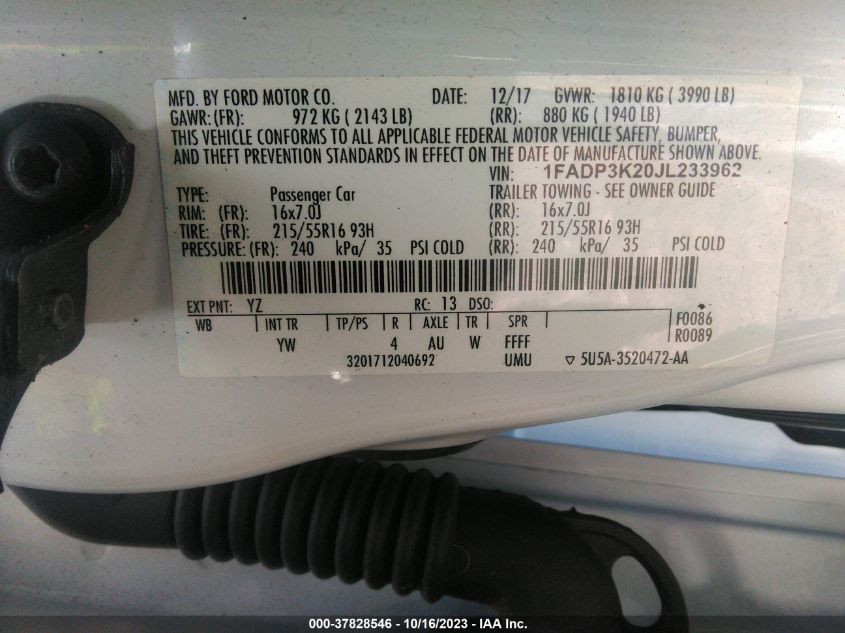 MFD. BY FORD MOTOR CO. DATE: 12/17 GVWR: 1810 KG ( 3990 LB)
GAWR:(FR): 972 KG ( 2143 LB) (RR): 880 KG ( 1940 LB)
THIS VEHICLE CONFORMS TO ALL APPLICABLE FEDERAL MOTOR VEHICLE SAFETY, BUMPER,
AND THEFT PREVENTION STANDARDS IN EFFECT ON THE DATE OF MANUFACTURE SHOWN ABOVE.
VIN: 1FADP3K20JL233962
TYPE: Passenger Car TRAILER TOWING - SEE OWNER GUIDE
RIM: (FR): 16x7.0J (RR): 16x7.0J
TIRE: (FR): 215/55R16 93H (RR): 215/55R16 93H
PRESSURE: (FR): 240 kPa/ 35 PSI COLD (RR): 240 kPa/ 35 PSI COLD
EXT PNT: YZ RC: 13 DSO:
WB INT TR TP/PS R AXLE TR SPR F0086
YW 4 AU W FFFF R0089
3201712040692 UMU 5U5A-3520472-AA
000-37828546 - 10/16/2023 - IAA Inc.